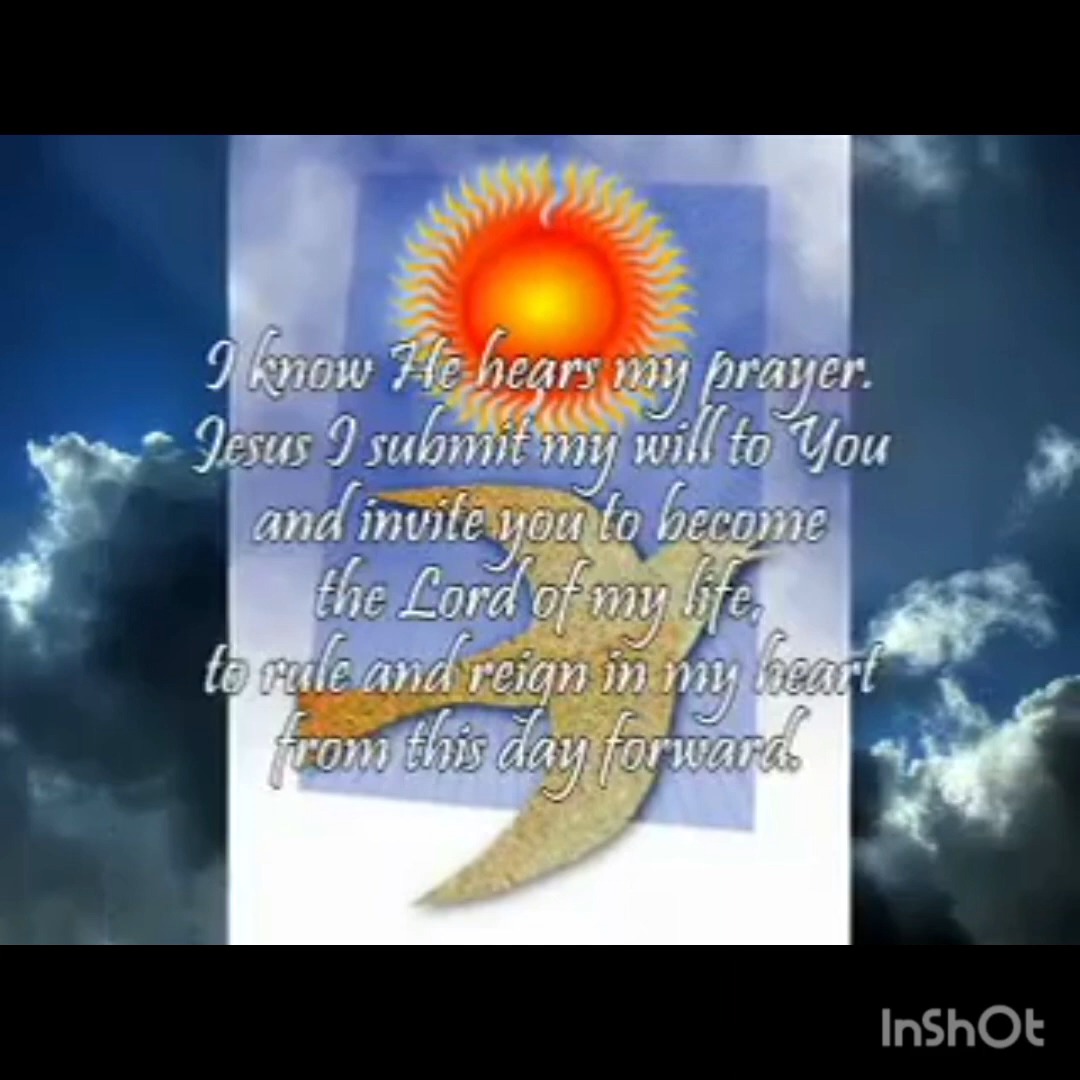 I know He hears my prayer.
Jesus I submit my will to You
and invite you to become
the Lord of my life,
to rule and reign in my heart
from this day forward.
InShOt